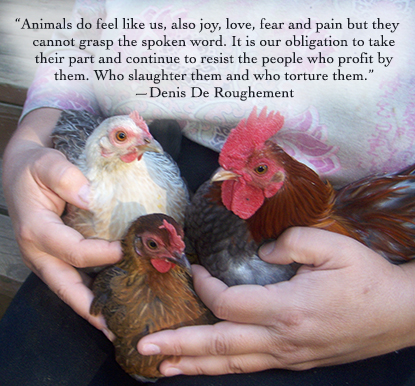 “Animals do feel like us, also joy, love, fear and pain but they
cannot grasp the spoken word. It is our obligation to take
their part and continue to resist the people who profit by
them. Who slaughter them and who torture them.”
—Denis De Roughement